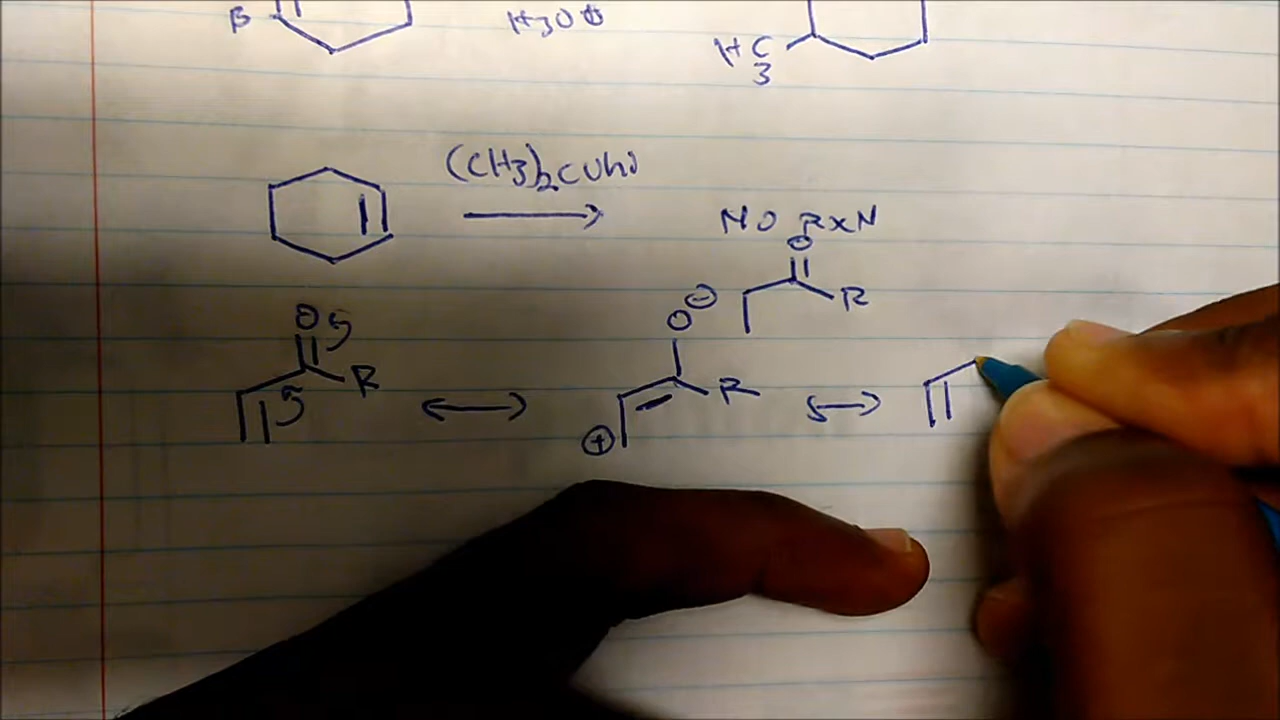 β H3O⊕
H3C
(CH3)2CULi
NO RXN
O
R
O⊖
O
R
R
⊕